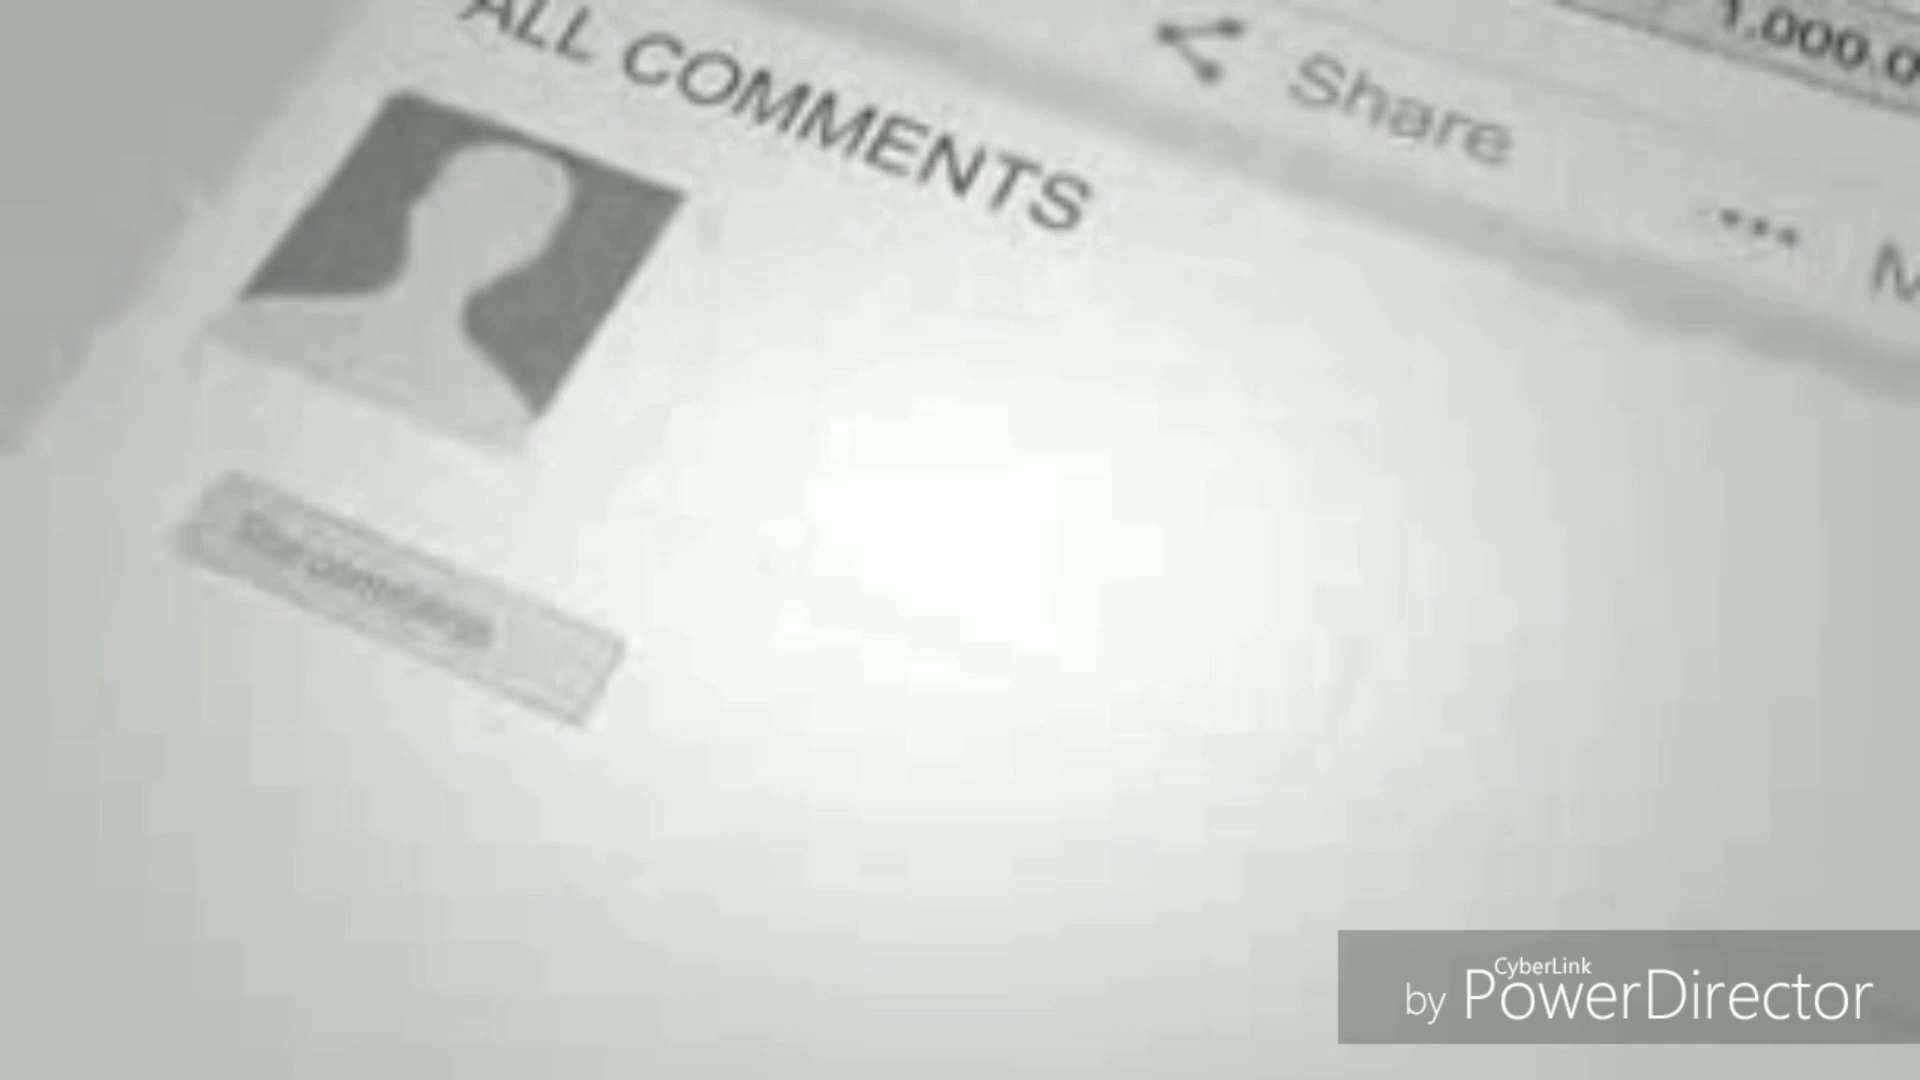 1,000.0
Share
••• M
ALL COMMENTS
by CyberLink PowerDirector